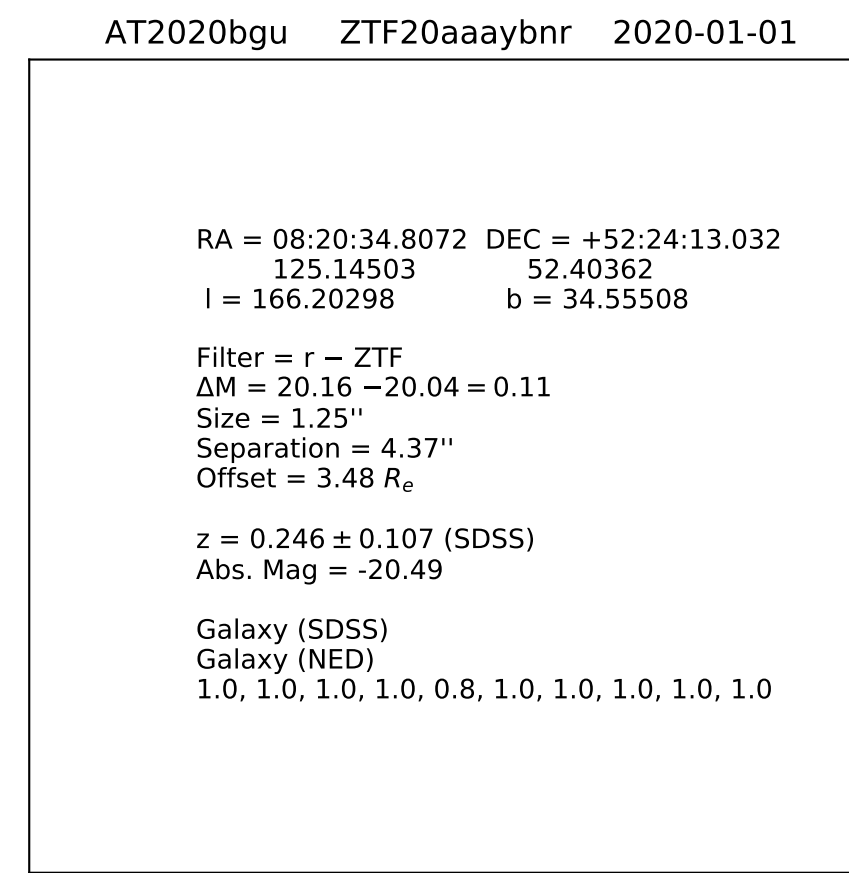 AT2020bgu ZTF20aaaybnr 2020-01-01
RA = 08:20:34.8072 DEC = +52:24:13.032
125.14503 52.40362
l = 166.20298 b = 34.55508
Filter = r − ZTF
ΔM = 20.16 −20.04 = 0.11
Size = 1.25''
Separation = 4.37''
Offset = 3.48 Re
z = 0.246 ± 0.107 (SDSS)
Abs. Mag = -20.49
Galaxy (SDSS)
Galaxy (NED)
1.0, 1.0, 1.0, 1.0, 0.8, 1.0, 1.0, 1.0, 1.0, 1.0